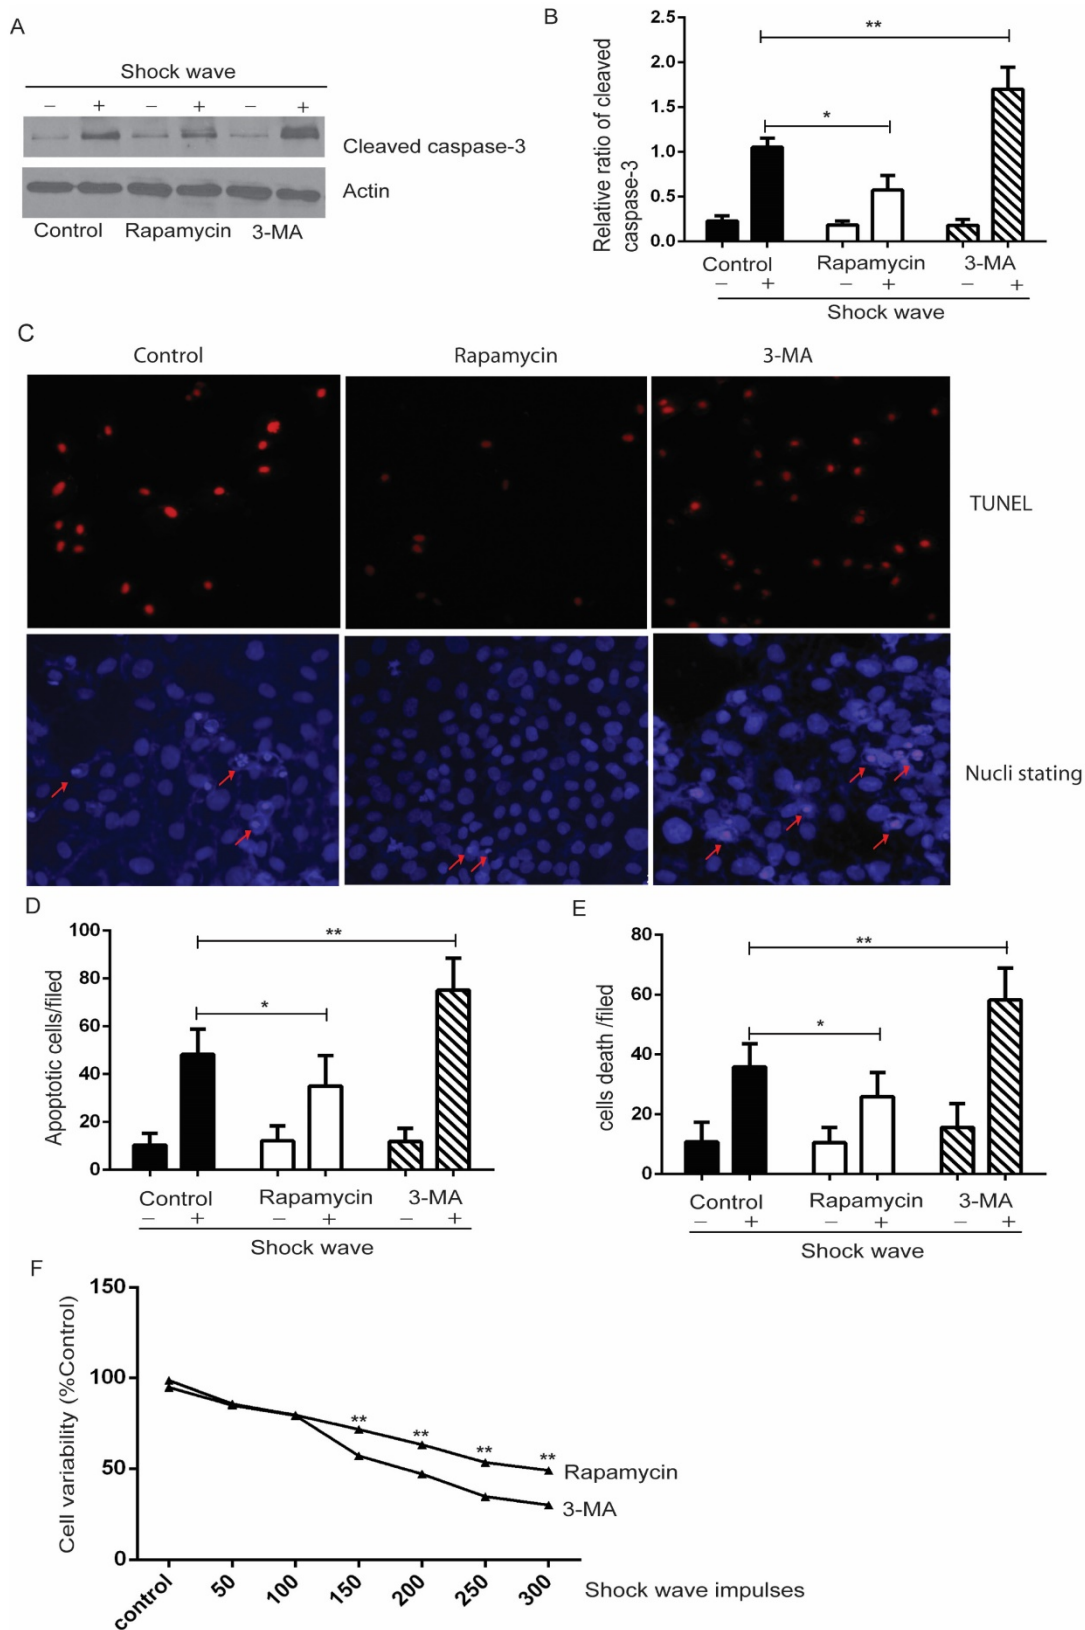 A
Shock wave
− + − + − +
Cleaved caspase-3
Actin
Control Rapamycin 3-MA
B
Relative ratio of cleaved
caspase-3
2.5
2.0
1.5
1.0
0.5
0.0
**
*
Control Rapamycin 3-MA
− + − + − +
Shock wave
C
Control Rapamycin 3-MA
TUNEL
Nucli stating
D
Apoptotic cells/filed
100
80
60
40
20
0
**
*
Control Rapamycin 3-MA
− + − + − +
Shock wave
E
cells death /filed
80
60
40
20
0
**
*
Control Rapamycin 3-MA
− + − + − +
Shock wave
F
Cell variability (%Control)
150
100
50
0
** ** ** **
Rapamycin
3-MA
control 50 100 150 200 250 300
Shock wave impulses